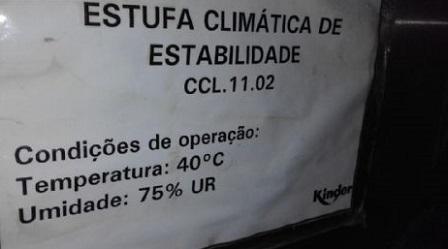 ESTUFA CLIMÁTICA DE
ESTABILIDADE
CCL.11.02
Condições de operação:
Temperatura: 40°C
Umidade: 75% UR
Kinder